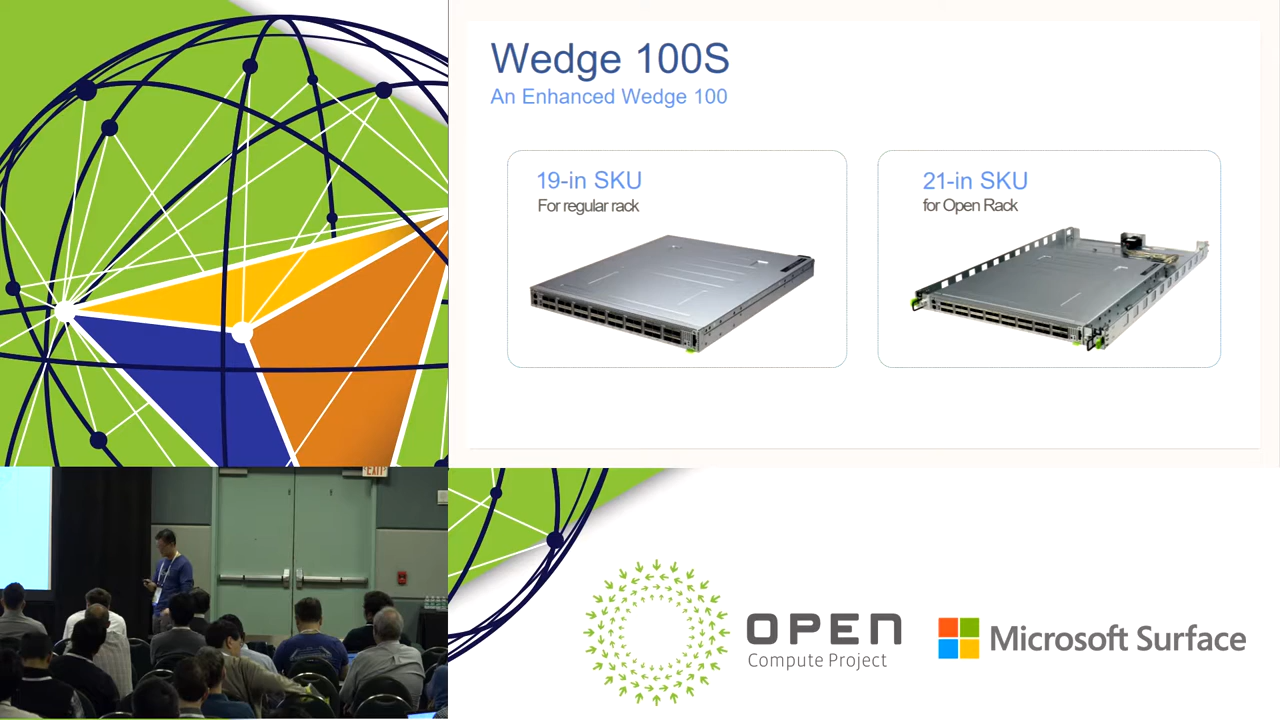 Wedge 100S
An Enhanced Wedge 100
19-in SKU
For regular rack
21-in SKU
for Open Rack
EXIT
OPEN
Compute Project
Microsoft Surface